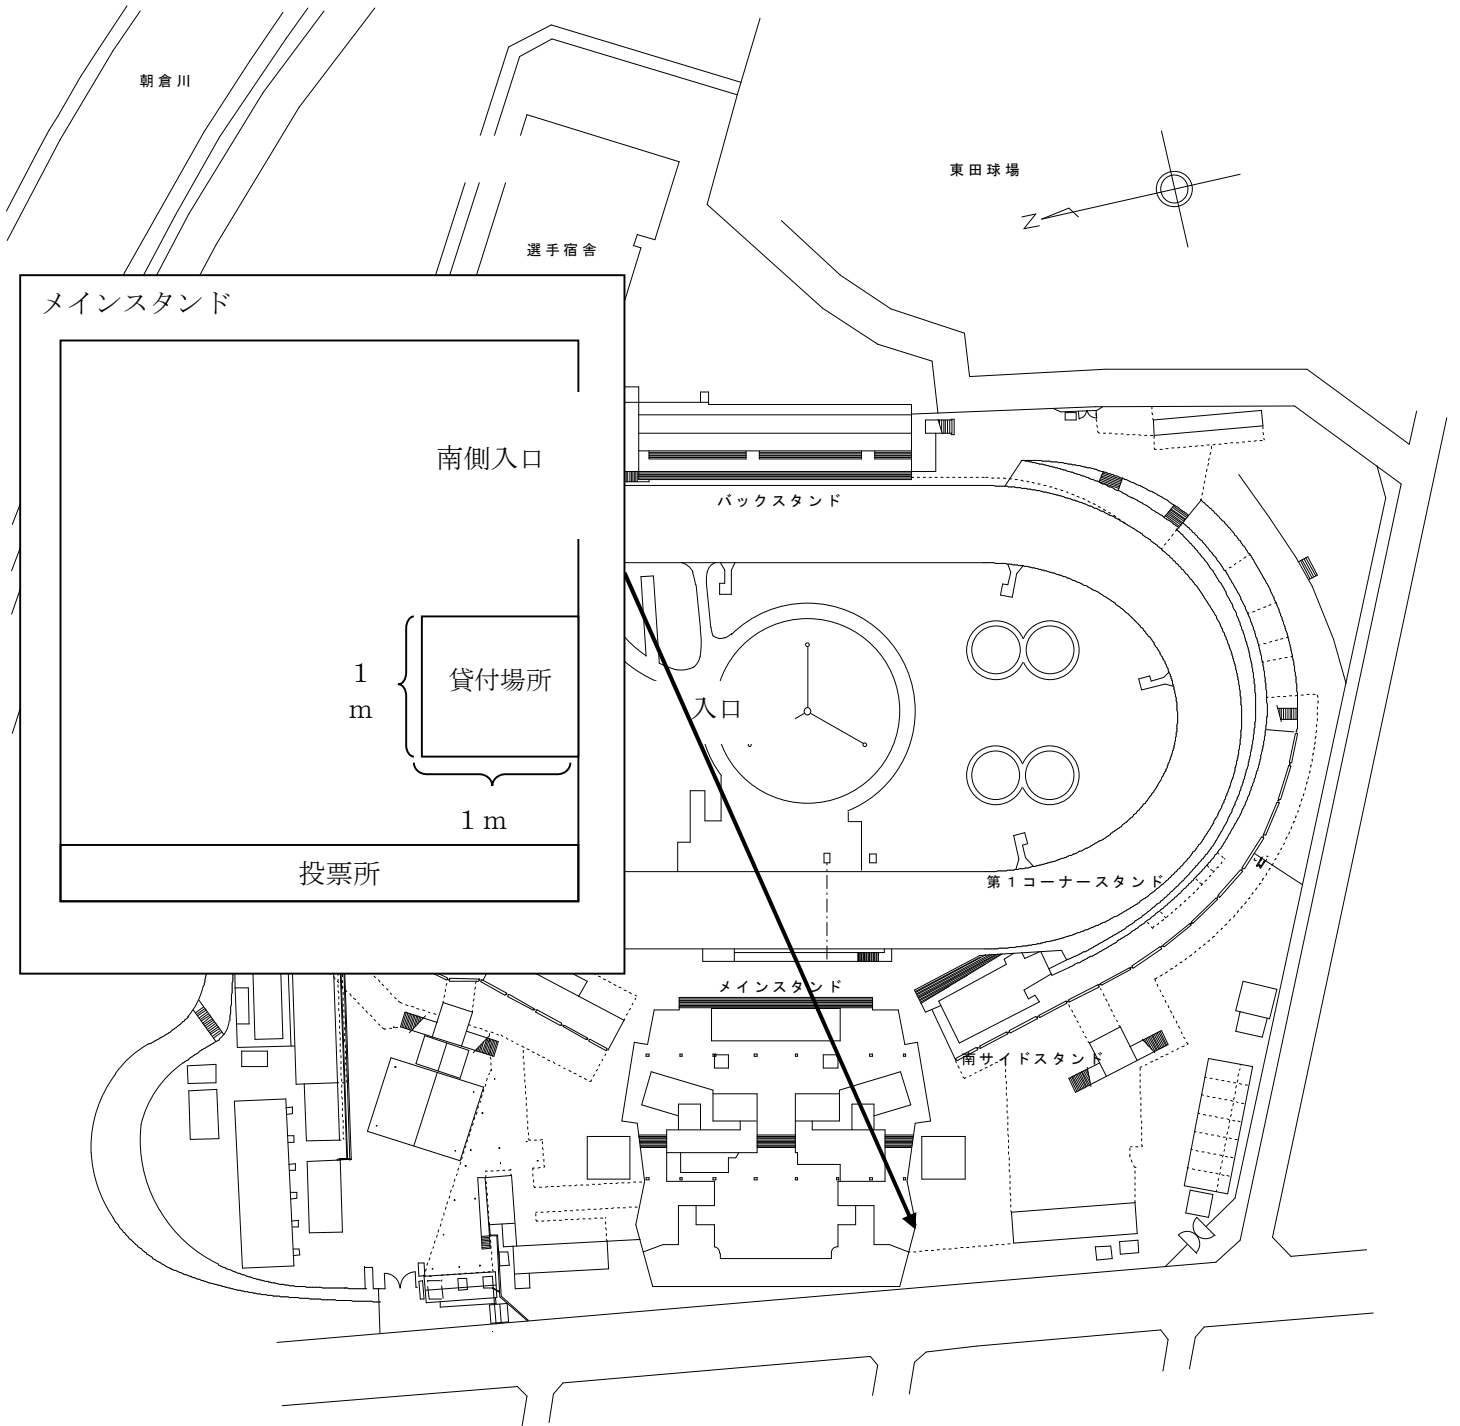 朝倉川
東田球場
N
選手宿舎
メインスタンド
南側入口
バックスタンド
貸付場所
1
m
入口
1 m
投票所
第1コーナースタンド
メインスタンド
南サイドスタンド